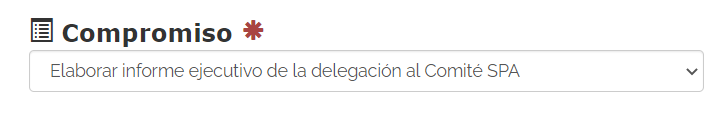 Compromiso *
Elaborar informe ejecutivo de la delegación al Comité SPA